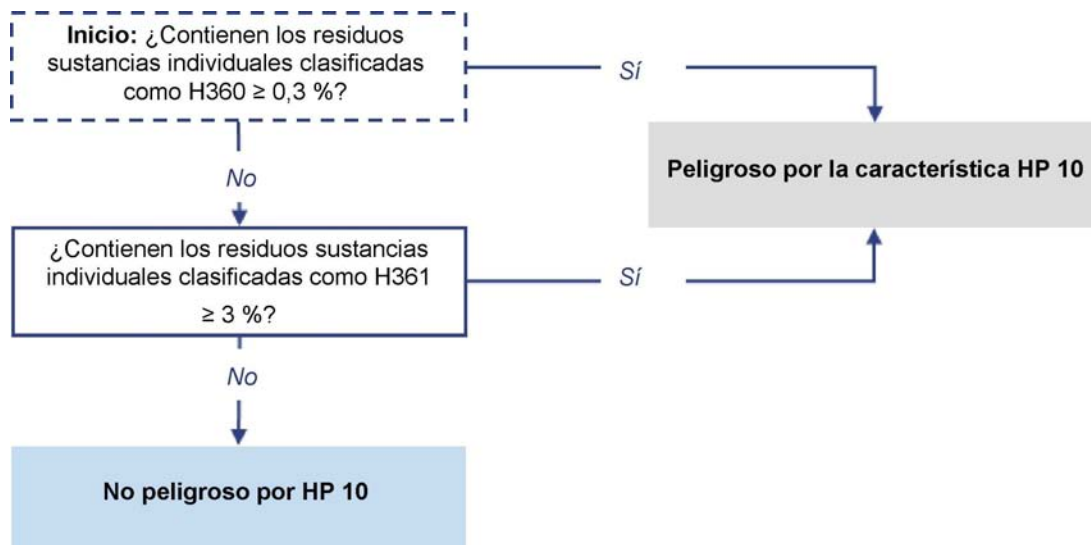 Inicio: ¿Contienen los residuos
sustancias individuales clasificadas
como H360 ≥ 0,3 %?
Sí
Peligroso por la característica HP 10
No
¿Contienen los residuos sustancias
individuales clasificadas como H361
≥ 3 %?
Sí
No
No peligroso por HP 10